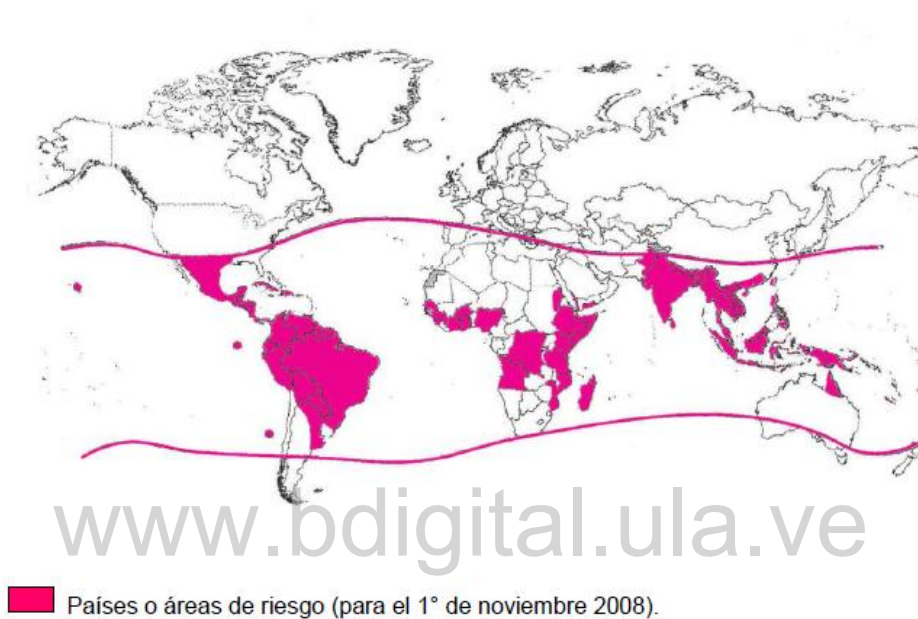 www.bdigital.ula.ve
Países o áreas de riesgo (para el 1° de noviembre 2008).